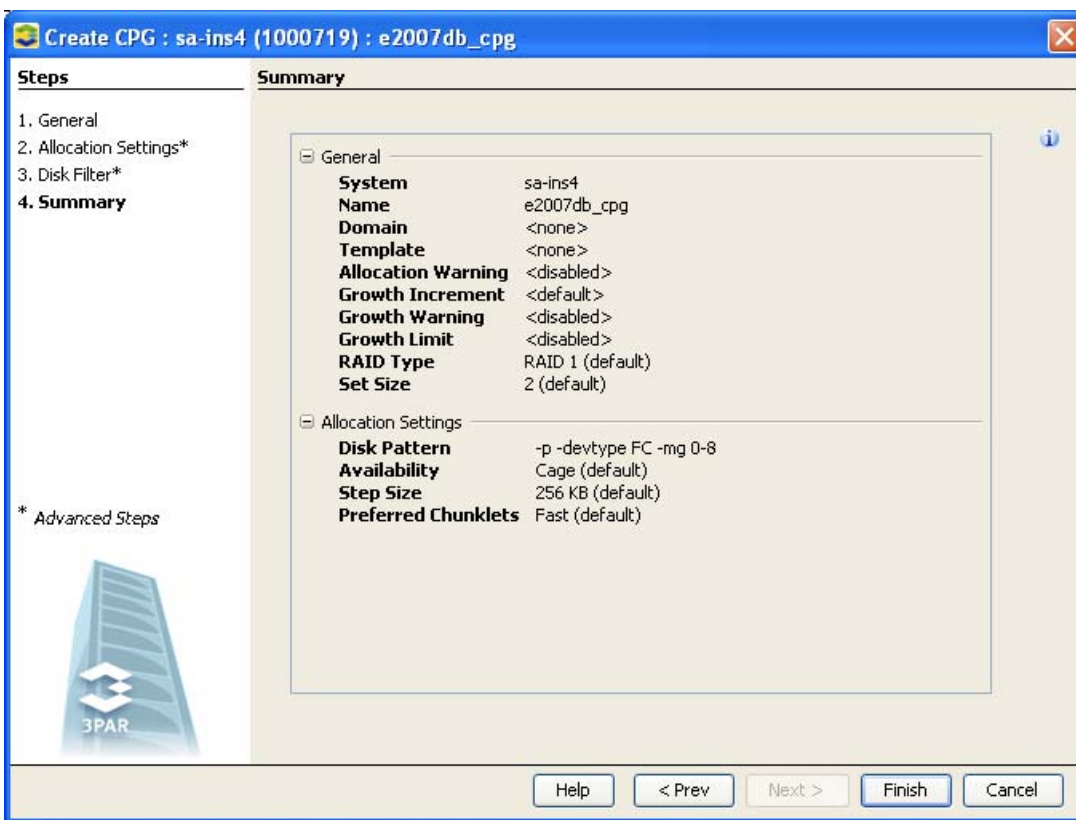 Create CPG : sa-ins4 (1000719) : e2007db_cpg
Steps
1. General
2. Allocation Settings*
3. Disk Filter*
4. Summary
* Advanced Steps
3PAR
Summary
General
System sa-ins4
Name e2007db_cpg
Domain <none>
Template <none>
Allocation Warning <disabled>
Growth Increment <default>
Growth Warning <disabled>
Growth Limit <disabled>
RAID Type RAID 1 (default)
Set Size 2 (default)
Allocation Settings
Disk Pattern -p -devtype FC -mg 0-8
Availability Cage (default)
Step Size 256 KB (default)
Preferred Chunklets Fast (default)
Help < Prev Next > Finish Cancel